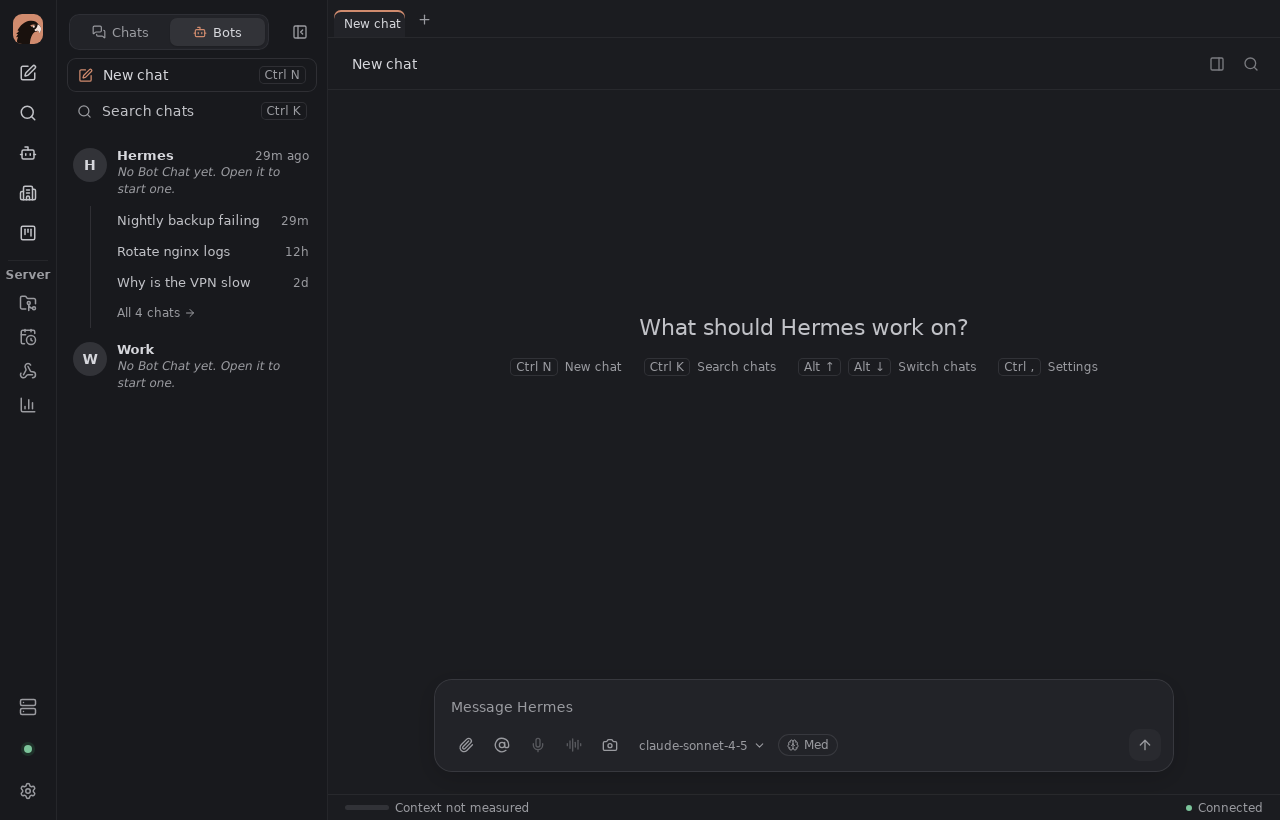 Chats
Bots
New chat
Ctrl N
Search chats
Ctrl K
H
Hermes
29m ago
No Bot Chat yet. Open it to
start one.
Nightly backup failing
29m
Rotate nginx logs
12h
Why is the VPN slow
2d
All 4 chats →
W
Work
No Bot Chat yet. Open it to
start one.
Server
New chat
New chat
What should Hermes work on?
Ctrl N New chat Ctrl K Search chats Alt ↑ Alt ↓ Switch chats Ctrl , Settings
Message Hermes
claude-sonnet-4-5
Med
Context not measured
Connected